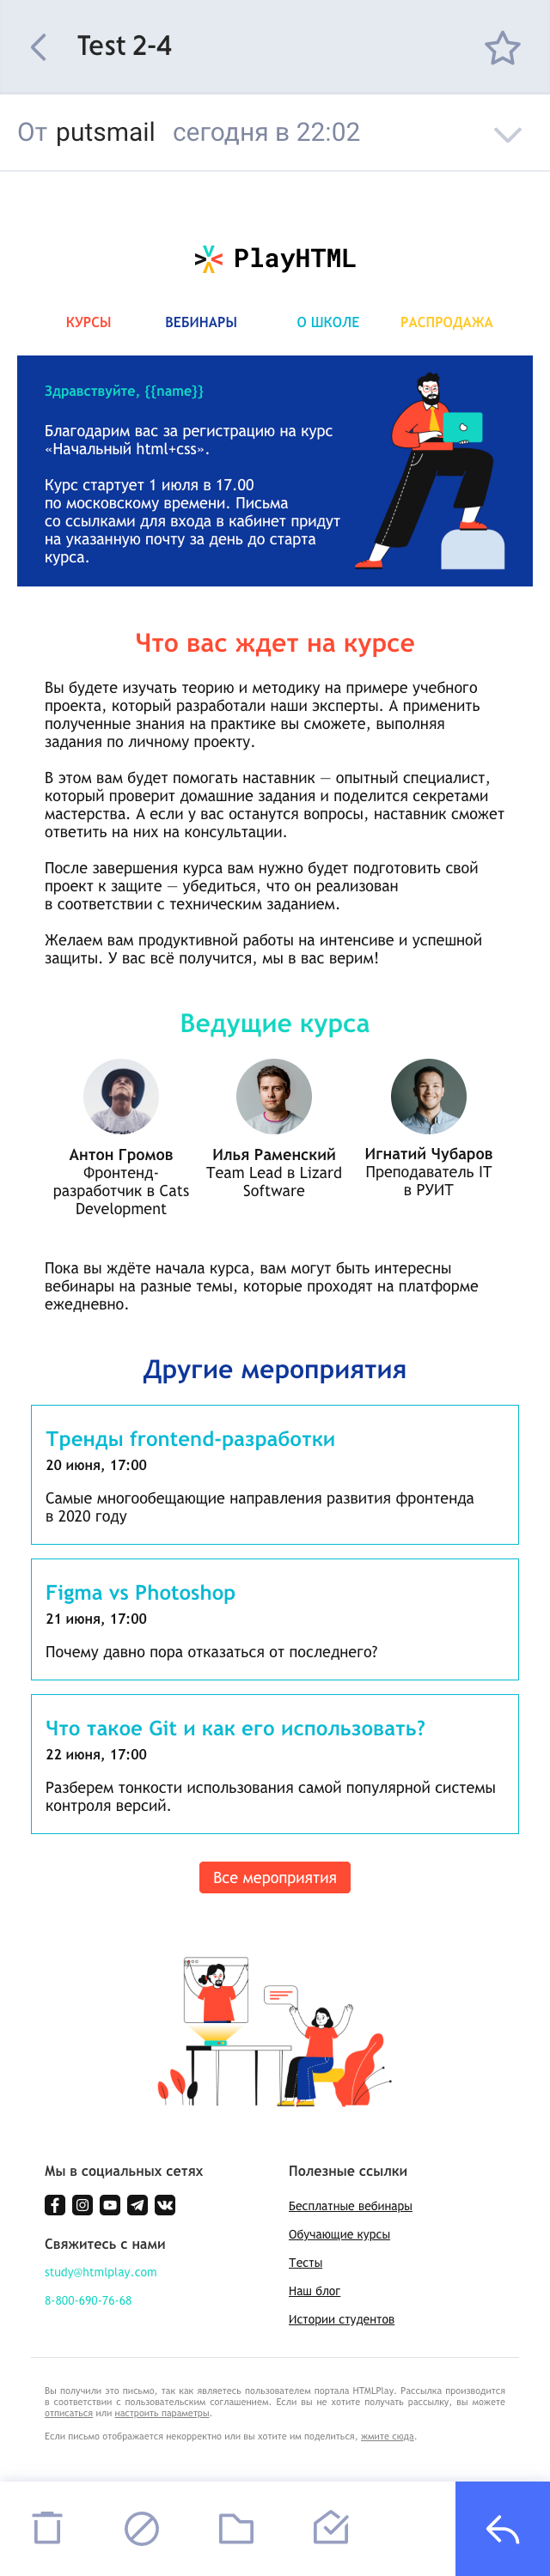 Test 2-4
От putsmail сегодня в 22:02
PlayHTML
КУРСЫ ВЕБИНАРЫ О ШКОЛЕ РАСПРОДАЖА
Здравствуйте, {{name}}
Благодарим вас за регистрацию на курс
«Начальный html+css».
Курс стартует 1 июля в 17.00
по московскому времени. Письма
со ссылками для входа в кабинет придут
на указанную почту за день до старта
курса.
Что вас ждет на курсе
Вы будете изучать теорию и методику на примере учебного
проекта, который разработали наши эксперты. А применить
полученные знания на практике вы сможете, выполняя
задания по личному проекту.
В этом вам будет помогать наставник — опытный специалист,
который проверит домашние задания и поделится секретами
мастерства. А если у вас останутся вопросы, наставник сможет
ответить на них на консультации.
После завершения курса вам нужно будет подготовить свой
проект к защите — убедиться, что он реализован
в соответствии с техническим заданием.
Желаем вам продуктивной работы на интенсиве и успешной
защиты. У вас всё получится, мы в вас верим!
Ведущие курса
Антон Громов
Фронтенд-
разработчик в Cats
Development
Илья Раменский
Team Lead в Lizard
Software
Игнатий Чубаров
Преподаватель IT
в РУИТ
Пока вы ждёте начала курса, вам могут быть интересны
вебинары на разные темы, которые проходят на платформе
ежедневно.
Другие мероприятия
Тренды frontend-разработки
20 июня, 17:00
Самые многообещающие направления развития фронтенда
в 2020 году
Figma vs Photoshop
21 июня, 17:00
Почему давно пора отказаться от последнего?
Что такое Git и как его использовать?
22 июня, 17:00
Разберем тонкости использования самой популярной системы
контроля версий.
Все мероприятия
Мы в социальных сетях
Свяжитесь с нами
study@htmlplay.com
8-800-690-76-68
Полезные ссылки
Бесплатные вебинары
Обучающие курсы
Тесты
Наш блог
Истории студентов
Вы получили это письмо, так как являетесь пользователем портала HTMLPlay. Рассылка производится
в соответствии с пользовательским соглашением. Если вы не хотите получать рассылку, вы можете
отписаться или настроить параметры.
Если письмо отображается некорректно или вы хотите им поделиться, жмите сюда.